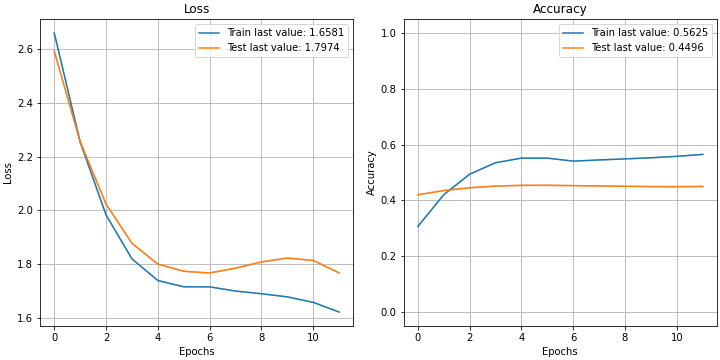 Loss
Train last value: 1.6581
Test last value: 1.7974
2.6
2.4
2.2
2.0
1.8
1.6
Loss
0 2 4 6 8 10
Epochs
Accuracy
Train last value: 0.5625
Test last value: 0.4496
1.0
0.8
0.6
0.4
0.2
0.0
Accuracy
0 2 4 6 8 10
Epochs